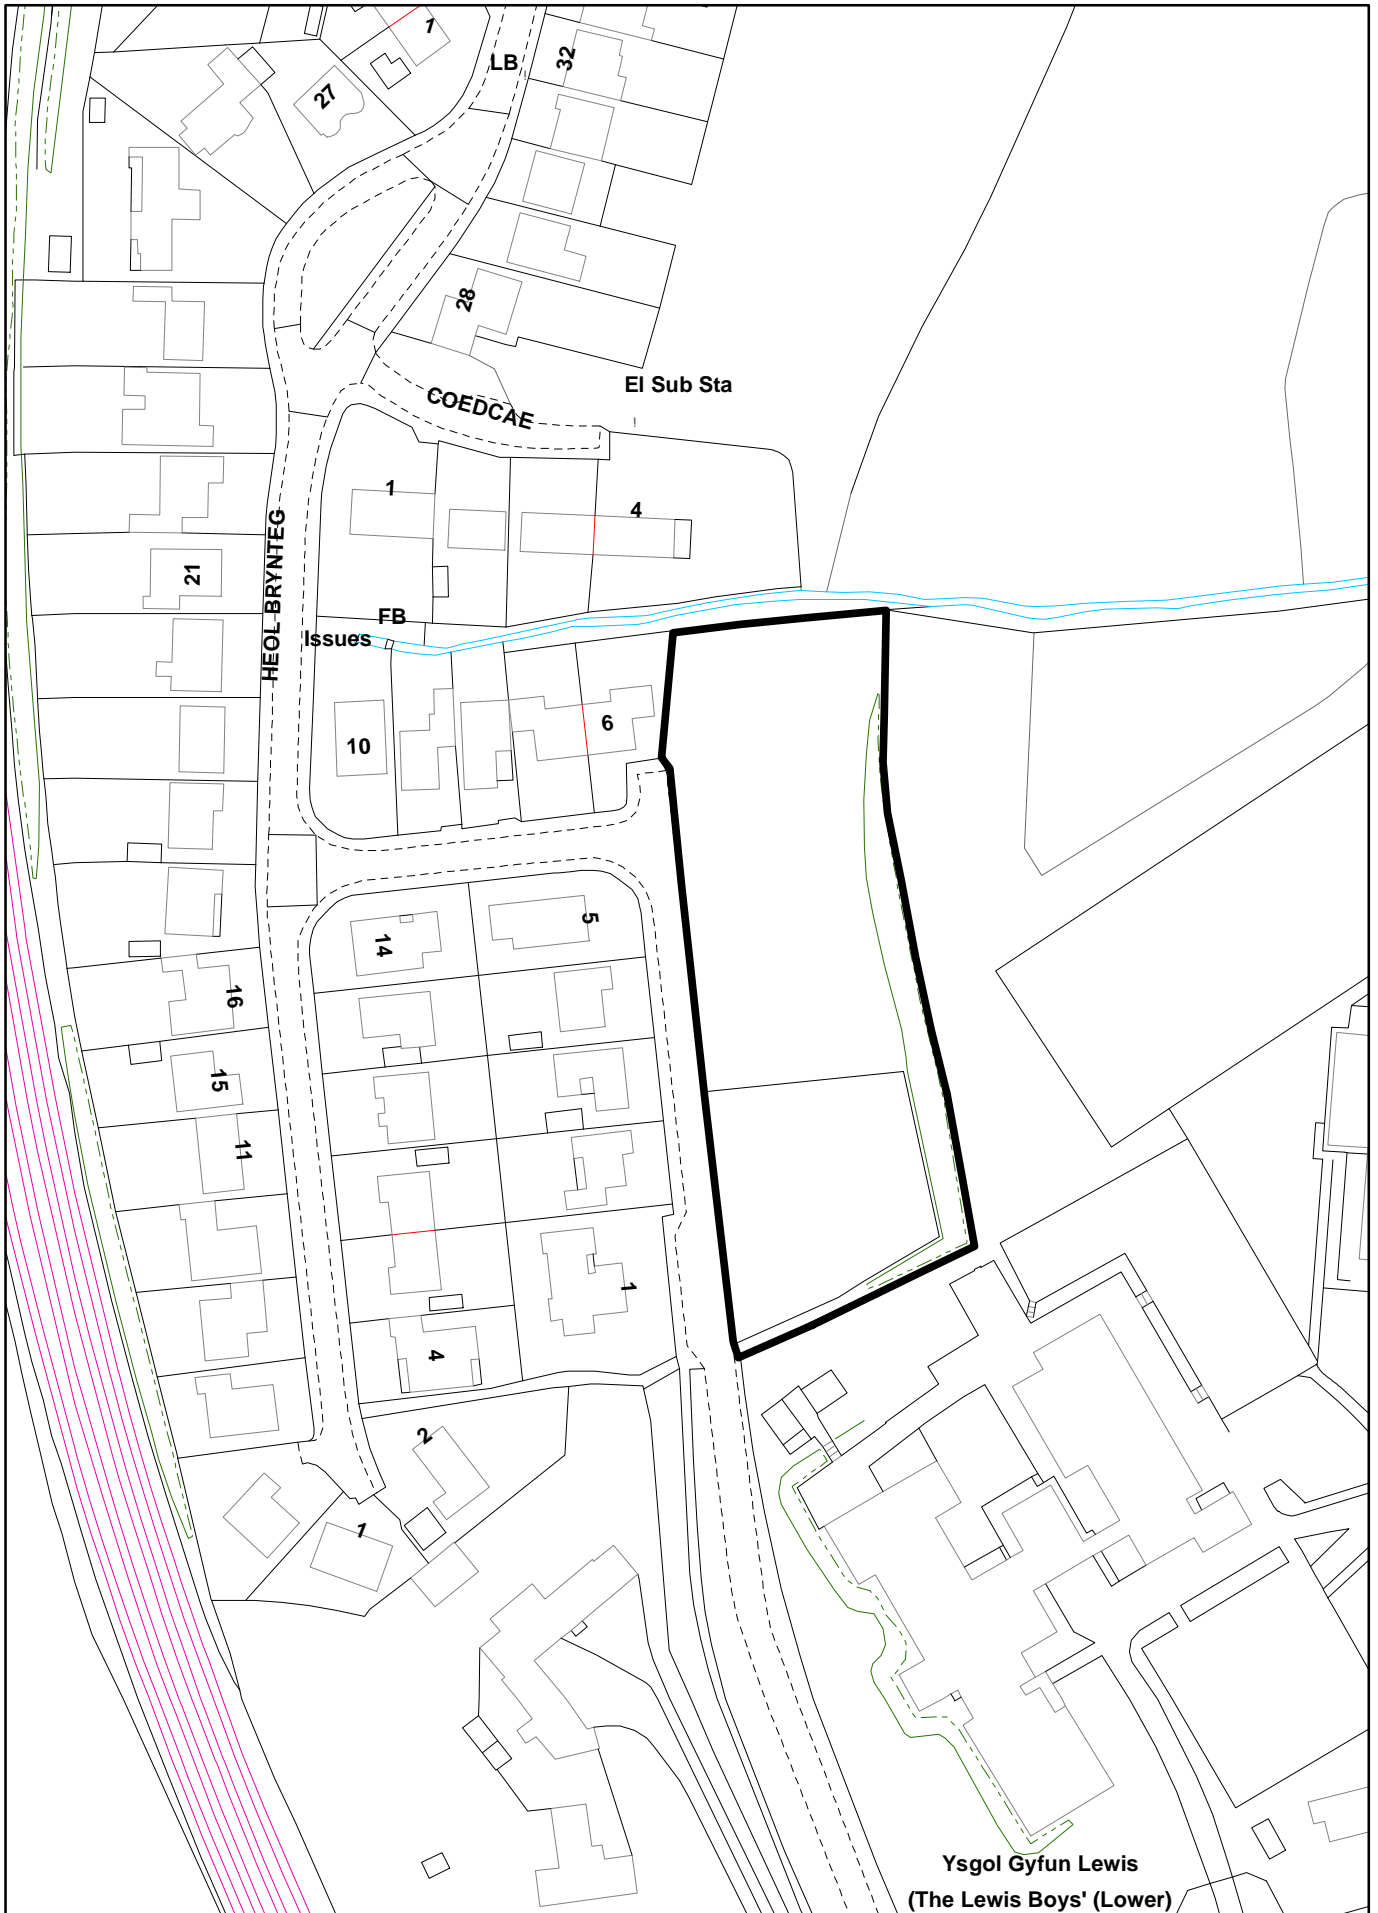 1
LB
32
27
28
El Sub Sta
COEDCAE
1
4
HEOL BRYNTEG
21
FB
Issues
6
10
5
14
16
15
11
1
4
2
1
Ysgol Gyfun Lewis
(The Lewis Boys' (Lower)